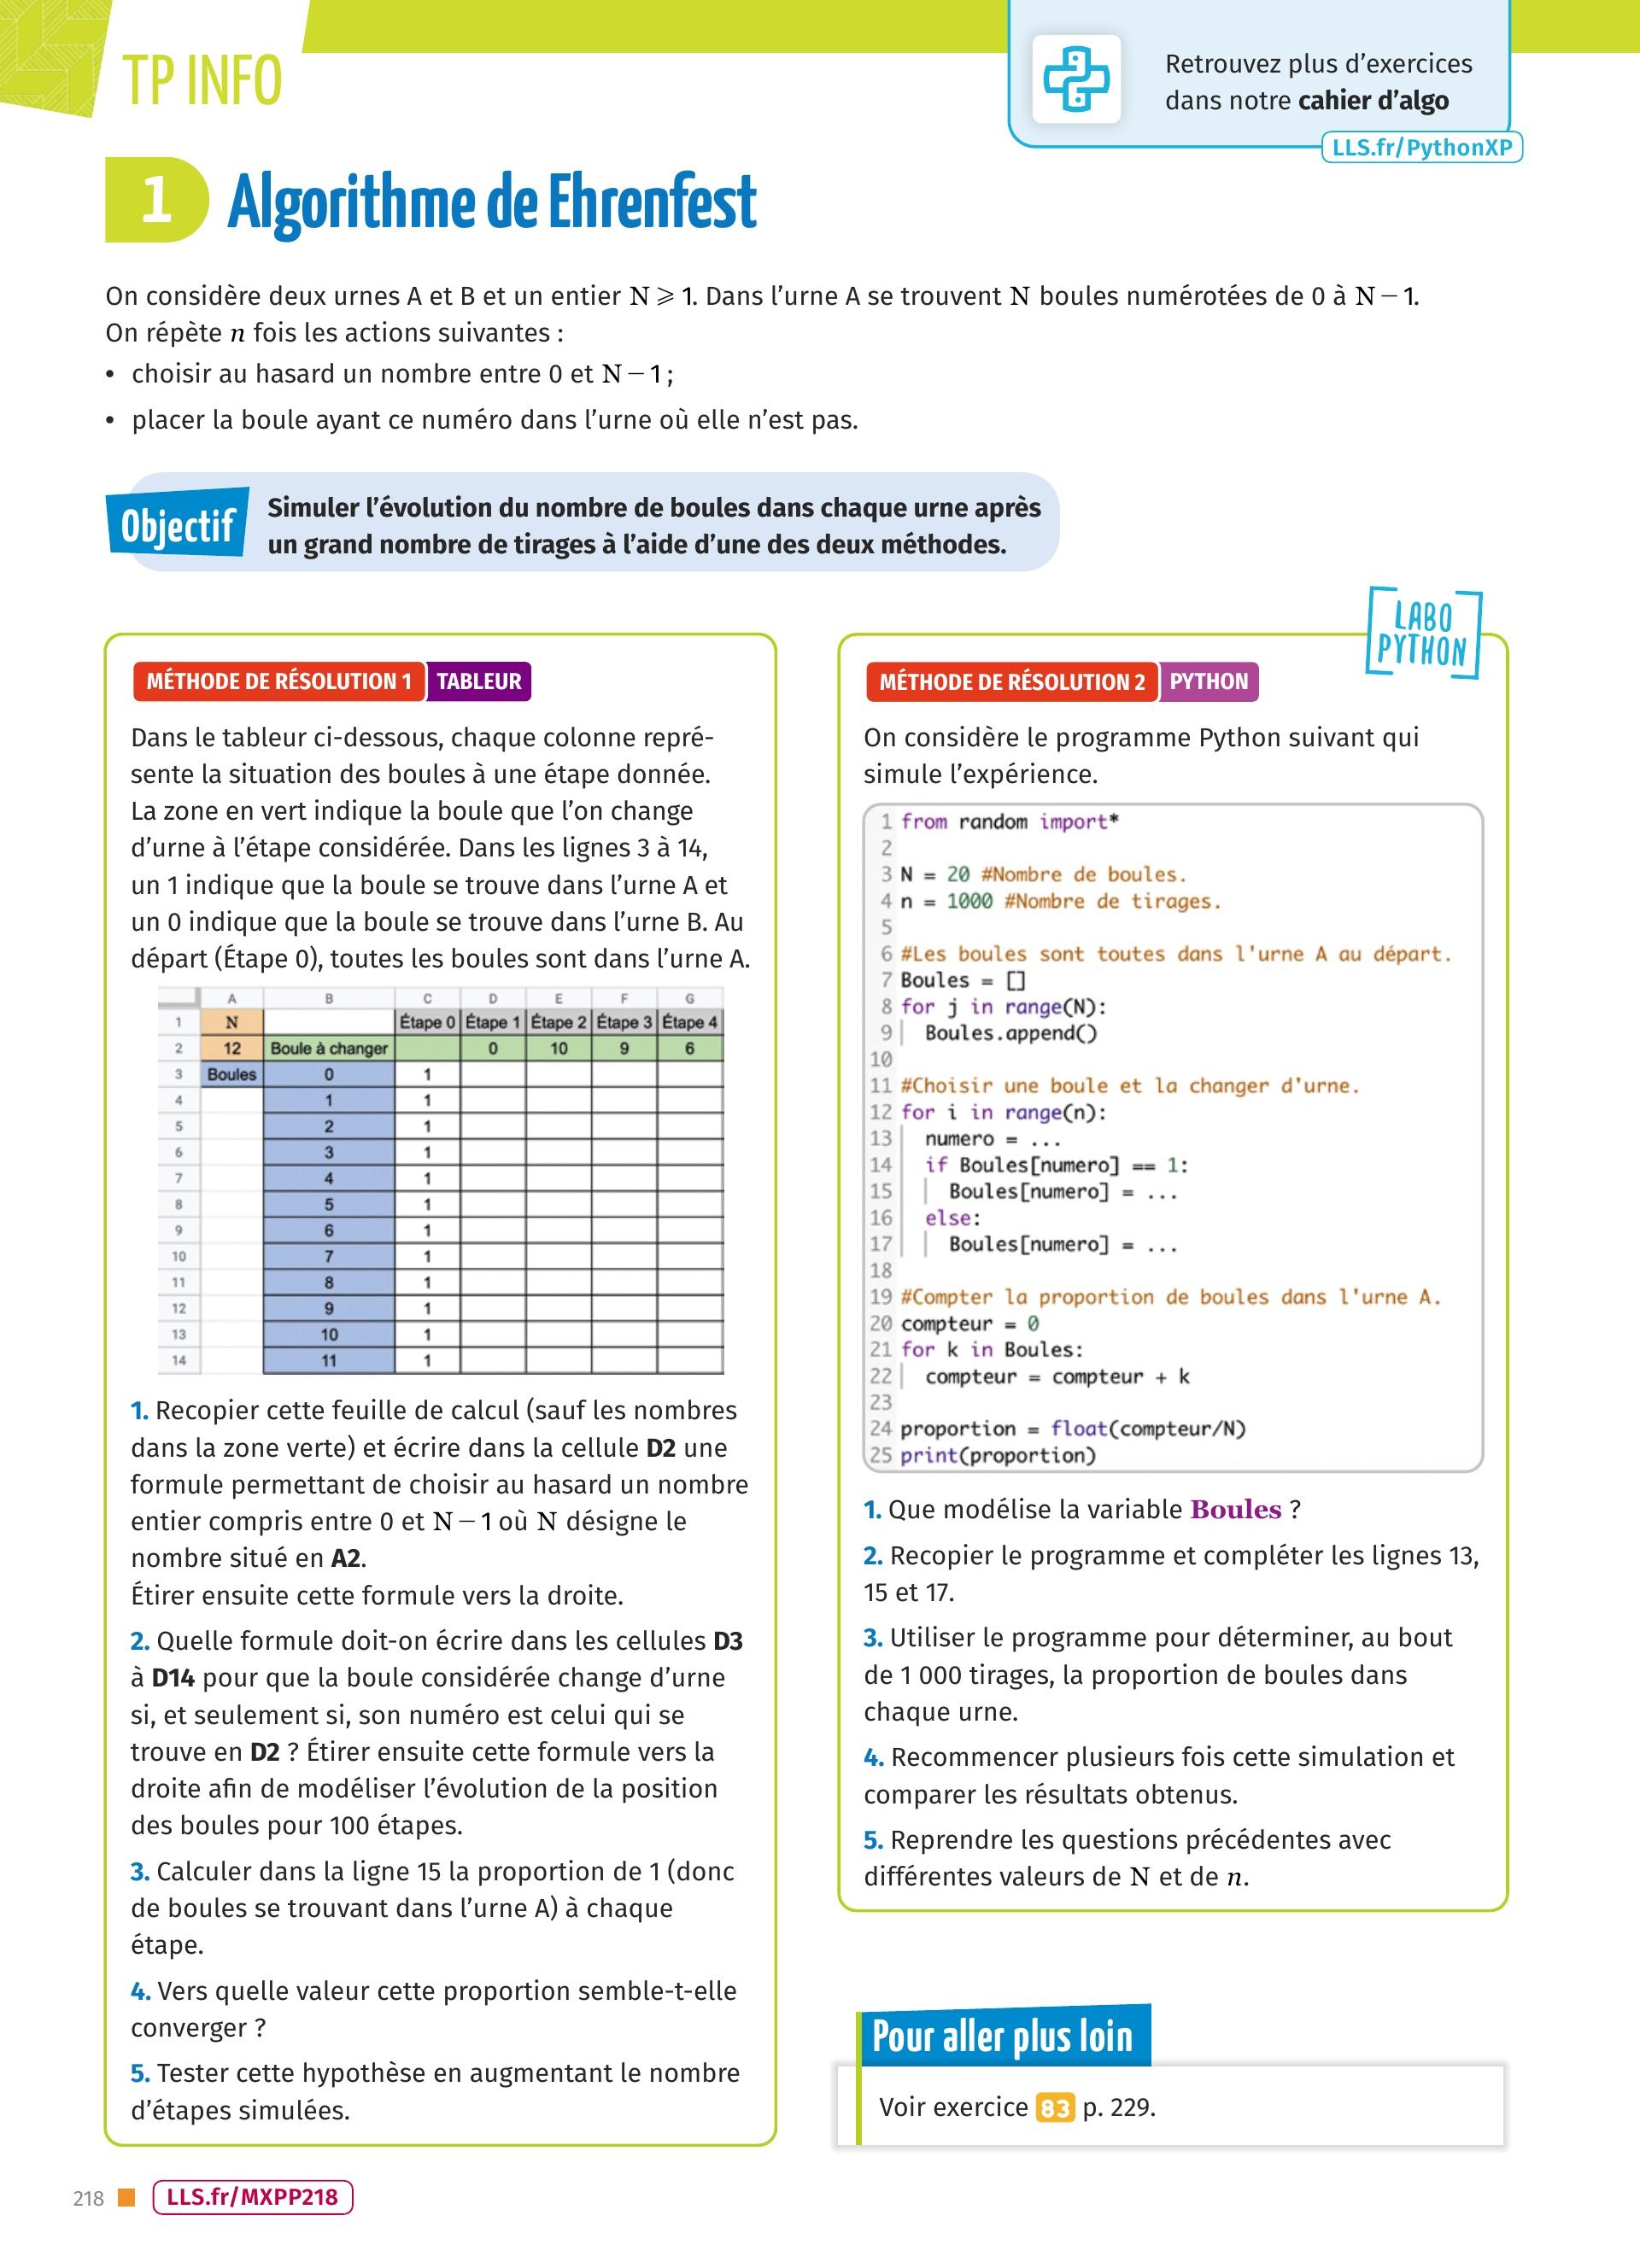 TP INFO
Retrouvez plus d’exercices
dans notre cahier d’algo
LLS.fr/PythonXP
1 Algorithme de Ehrenfest
On considère deux urnes A et B et un entier N ⩾ 1. Dans l’urne A se trouvent N boules numérotées de 0 à N – 1.
On répète n fois les actions suivantes :
• choisir au hasard un nombre entre 0 et N – 1 ;
• placer la boule ayant ce numéro dans l’urne où elle n’est pas.
Objectif
Simuler l’évolution du nombre de boules dans chaque urne après
un grand nombre de tirages à l’aide d’une des deux méthodes.
MÉTHODE DE RÉSOLUTION 1 TABLEUR
Dans le tableur ci-dessous, chaque colonne repré-
sente la situation des boules à une étape donnée.
La zone en vert indique la boule que l’on change
d’urne à l’étape considérée. Dans les lignes 3 à 14,
un 1 indique que la boule se trouve dans l’urne A et
un 0 indique que la boule se trouve dans l’urne B. Au
départ (Étape 0), toutes les boules sont dans l’urne A.
A B C D E F G
1 N Étape 0 Étape 1 Étape 2 Étape 3 Étape 4
2 12 Boule à changer 0 10 9 6
3 Boules 0 1
4 1 1
5 2 1
6 3 1
7 4 1
8 5 1
9 6 1
10 7 1
11 8 1
12 9 1
13 10 1
14 11 1
1. Recopier cette feuille de calcul (sauf les nombres
dans la zone verte) et écrire dans la cellule D2 une
formule permettant de choisir au hasard un nombre
entier compris entre 0 et N – 1 où N désigne le
nombre situé en A2.
Étirer ensuite cette formule vers la droite.
2. Quelle formule doit-on écrire dans les cellules D3
à D14 pour que la boule considérée change d’urne
si, et seulement si, son numéro est celui qui se
trouve en D2 ? Étirer ensuite cette formule vers la
droite afin de modéliser l’évolution de la position
des boules pour 100 étapes.
3. Calculer dans la ligne 15 la proportion de 1 (donc
de boules se trouvant dans l’urne A) à chaque
étape.
4. Vers quelle valeur cette proportion semble-t-elle
converger ?
5. Tester cette hypothèse en augmentant le nombre
d’étapes simulées.
LABO
PYTHON
MÉTHODE DE RÉSOLUTION 2 PYTHON
On considère le programme Python suivant qui
simule l’expérience.
1 from random import*
2
3 N = 20 #Nombre de boules.
4 n = 1000 #Nombre de tirages.
5
6 #Les boules sont toutes dans l'urne A au départ.
7 Boules = []
8 for j in range(N):
9 Boules.append()
10
11 #Choisir une boule et la changer d'urne.
12 for i in range(n):
13 numero = ...
14 if Boules[numero] == 1:
15 Boules[numero] = ...
16 else:
17 Boules[numero] = ...
18
19 #Compter la proportion de boules dans l'urne A.
20 compteur = 0
21 for k in Boules:
22 compteur = compteur + k
23
24 proportion = float(compteur/N)
25 print(proportion)
1. Que modélise la variable Boules ?
2. Recopier le programme et compléter les lignes 13,
15 et 17.
3. Utiliser le programme pour déterminer, au bout
de 1 000 tirages, la proportion de boules dans
chaque urne.
4. Recommencer plusieurs fois cette simulation et
comparer les résultats obtenus.
5. Reprendre les questions précédentes avec
différentes valeurs de N et de n.
Pour aller plus loin
Voir exercice 83 p. 229.
218 LLS.fr/MXPP218